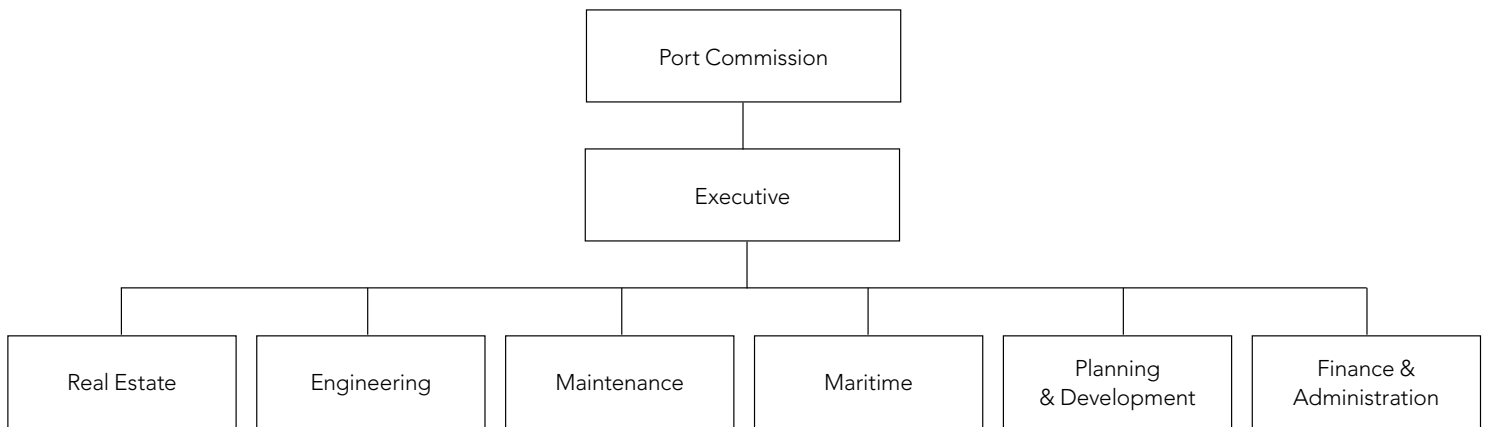 Port Commission
Executive
Real Estate
Engineering
Maintenance
Maritime
Planning
& Development
Finance &
Administration